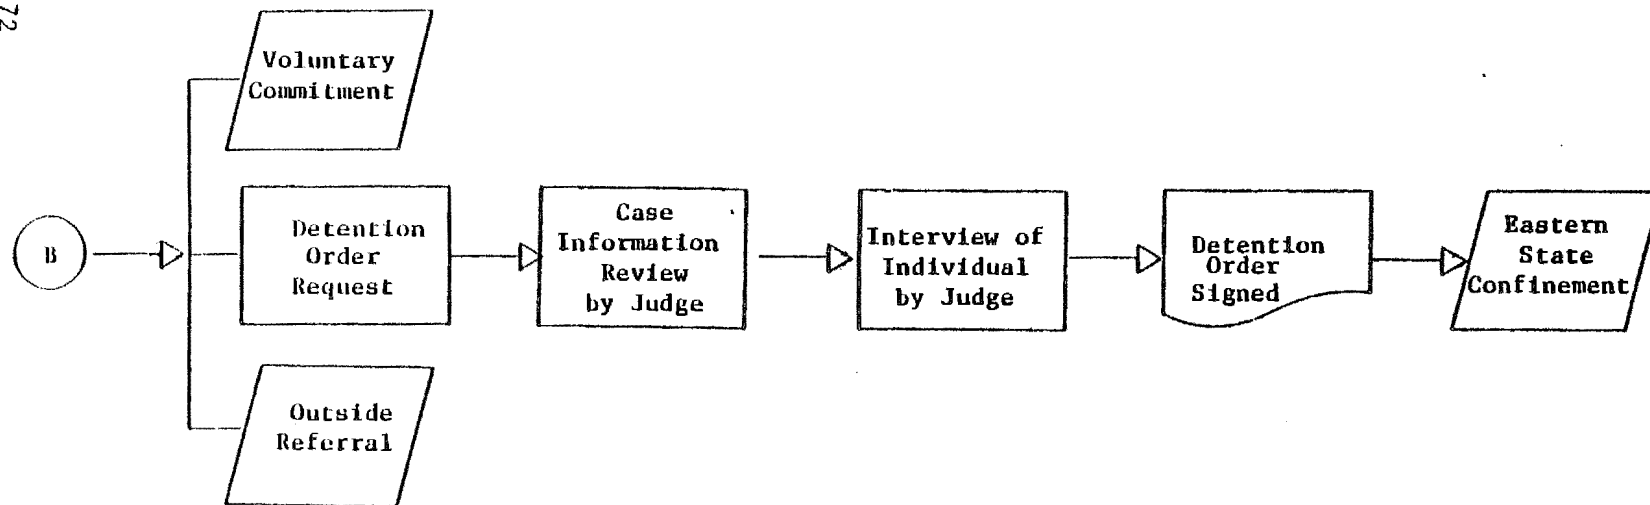 72
Voluntary
Commitment
B
Detention
Order
Request
Case
Information
Review
by Judge
Interview of
Individual
by Judge
Detention
Order
Signed
Eastern
State
Confinement
Outside
Referral